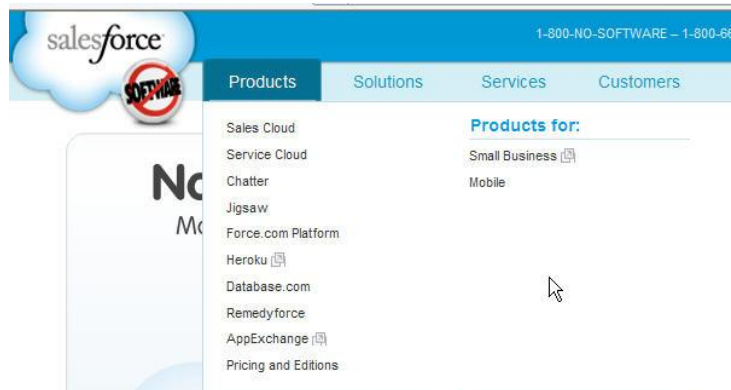 salesforce
1-800-NO-SOFTWARE – 1-800-66
SOFTWARE
Products Solutions Services Customers
Sales Cloud
Service Cloud
Chatter
Jigsaw
Force.com Platform
Heroku
Database.com
Remedyforce
AppExchange
Pricing and Editions
Products for:
Small Business
Mobile
No
Mo